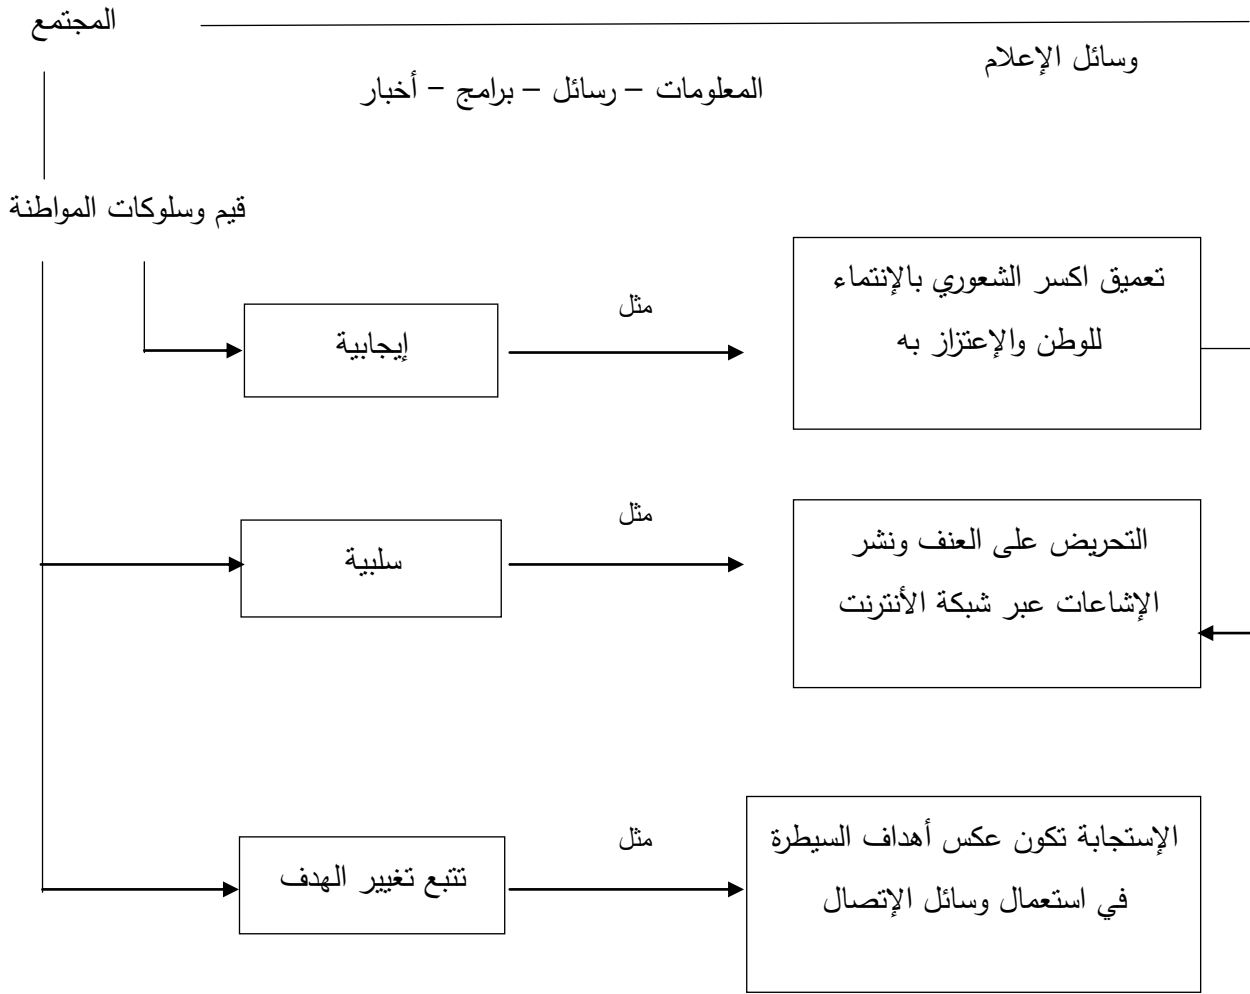 المجتمع
وسائل الإعلام
المعلومات – رسائل – برامج – أخبار
قيم وسلوكات المواطنة
تعميق اكسر الشعوري بالإنتماء
للوطن والإعتزاز به
مثل
إيجابية
التحريض على العنف ونشر
الإشاعات عبر شبكة الأنترنت
مثل
سلبية
الإستجابة تكون عكس أهداف السيطرة
في استعمال وسائل الإتصال
مثل
تتبع تغيير الهدف